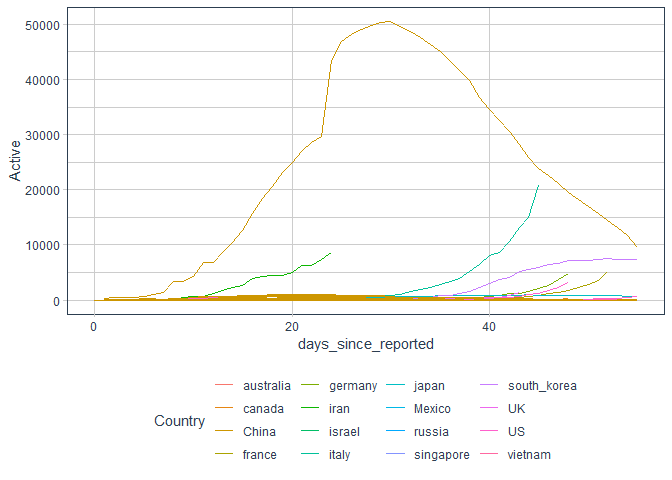 50000
40000
30000
20000
10000
0
Active
0 20 40
days_since_reported
Country
australia germany japan south_korea
canada iran Mexico UK
China israel russia US
france italy singapore vietnam